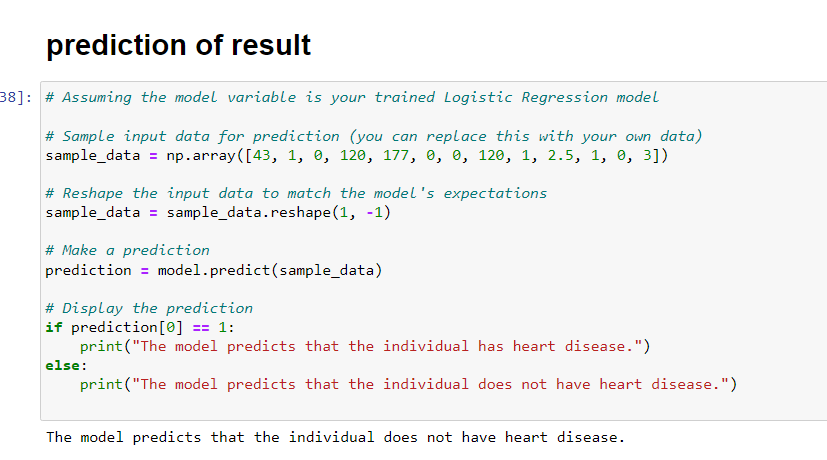 prediction of result
38]: # Assuming the model variable is your trained Logistic Regression model
# Sample input data for prediction (you can replace this with your own data)
sample_data = np.array([43, 1, 0, 120, 177, 0, 0, 120, 1, 2.5, 1, 0, 3])
# Reshape the input data to match the model's expectations
sample_data = sample_data.reshape(1, -1)
# Make a prediction
prediction = model.predict(sample_data)
# Display the prediction
if prediction[0] == 1:
    print("The model predicts that the individual has heart disease.")
else:
    print("The model predicts that the individual does not have heart disease.")
The model predicts that the individual does not have heart disease.